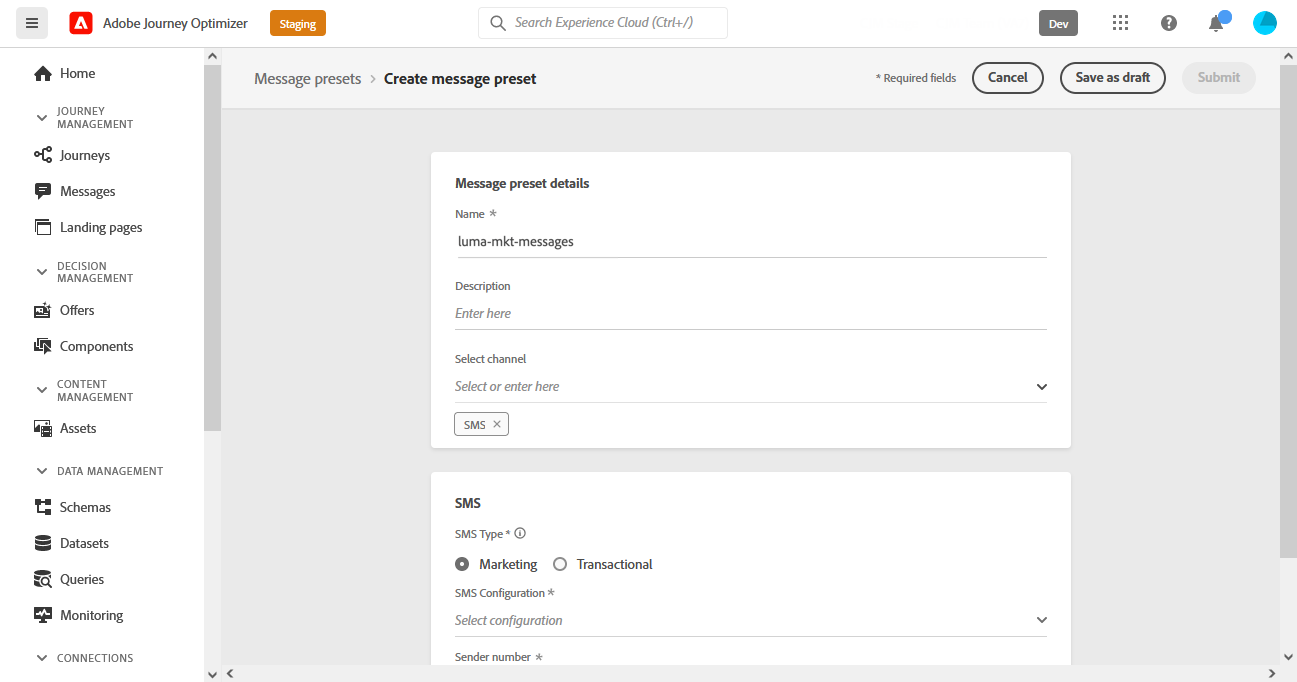 Adobe Journey Optimizer
Staging
Search Experience Cloud (Ctrl+/)
Dev
Home
JOURNEY
MANAGEMENT
Journeys
Messages
Landing pages
DECISION
MANAGEMENT
Offers
Components
CONTENT
MANAGEMENT
Assets
DATA MANAGEMENT
Schemas
Datasets
Queries
Monitoring
CONNECTIONS
Message presets > Create message preset
* Required fields
Cancel
Save as draft
Submit
Message preset details
Name *
luma-mkt-messages
Description
Enter here
Select channel
Select or enter here
SMS ×
SMS
SMS Type *
Marketing
Transactional
SMS Configuration *
Select configuration
Sender number *